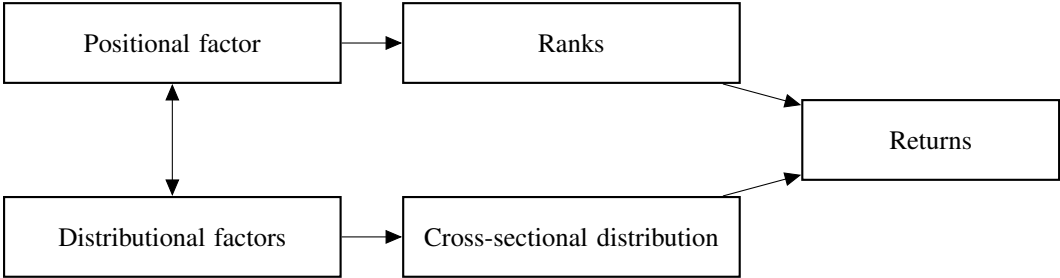 Positional factor
Ranks
Returns
Distributional factors
Cross-sectional distribution